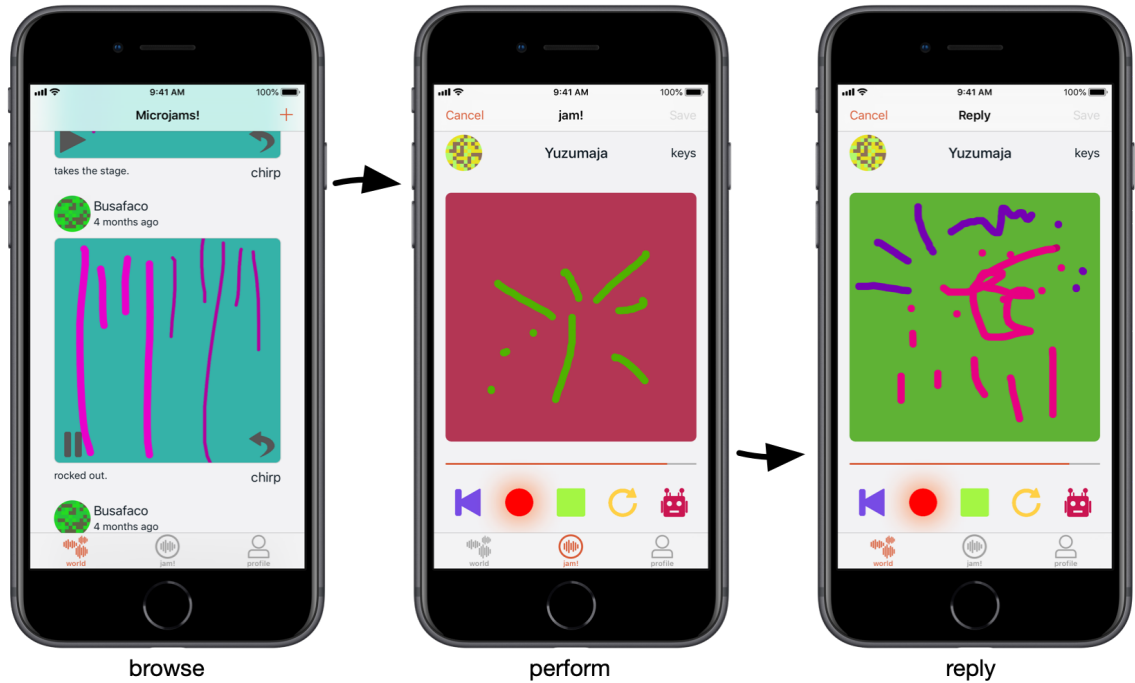 9:41 AM
100%
Microjams!
+
takes the stage.
chirp
Busafaco
4 months ago
rocked out.
chirp
Busafaco
4 months ago
world
jam!
profile
browse
9:41 AM
100%
Cancel
jam!
Save
Yuzumaja
keys
world
jam!
profile
perform
9:41 AM
100%
Cancel
Reply
Save
Yuzumaja
keys
world
jam!
profile
reply